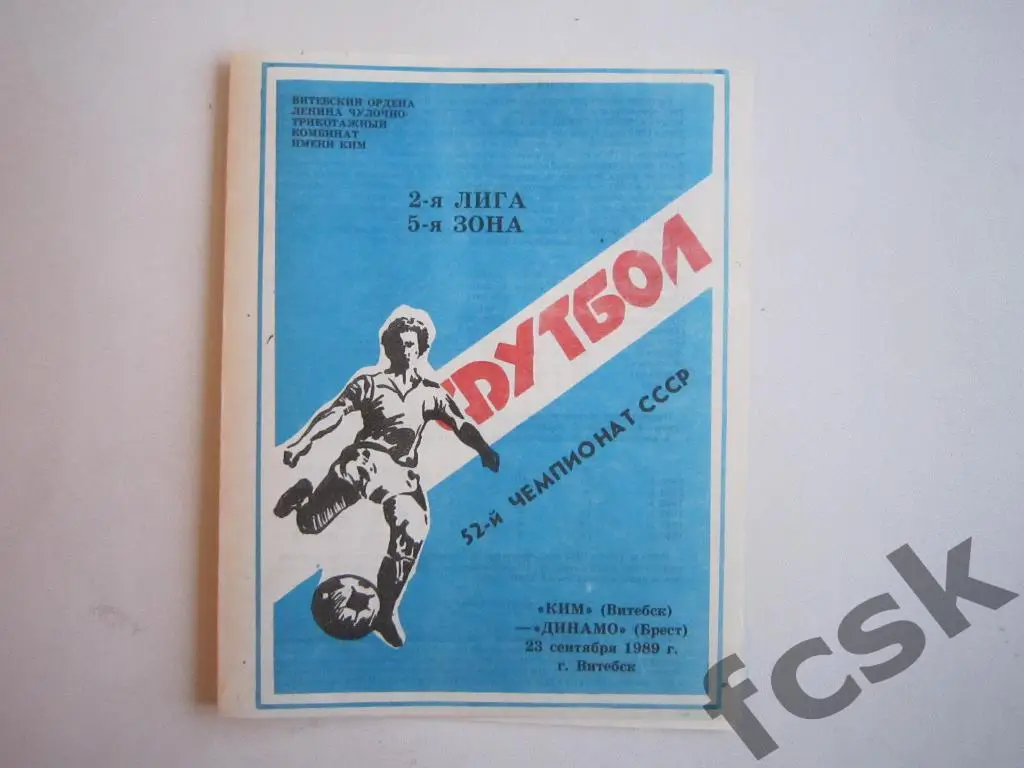 ВИТЕБСКИЙ ОРДЕНА
ЛЕНИНА ЧУЛОЧНО-
ТРИКОТАЖНЫЙ
КОМБИНАТ
ИМЕНИ КИМ
2-я ЛИГА
5-я ЗОНА
ФУТБОЛ
52-й ЧЕМПИОНАТ СССР
«КИМ» (Витебск)
—«ДИНАМО» (Брест)
23 сентября 1989 г.
г. Витебск
fcsk